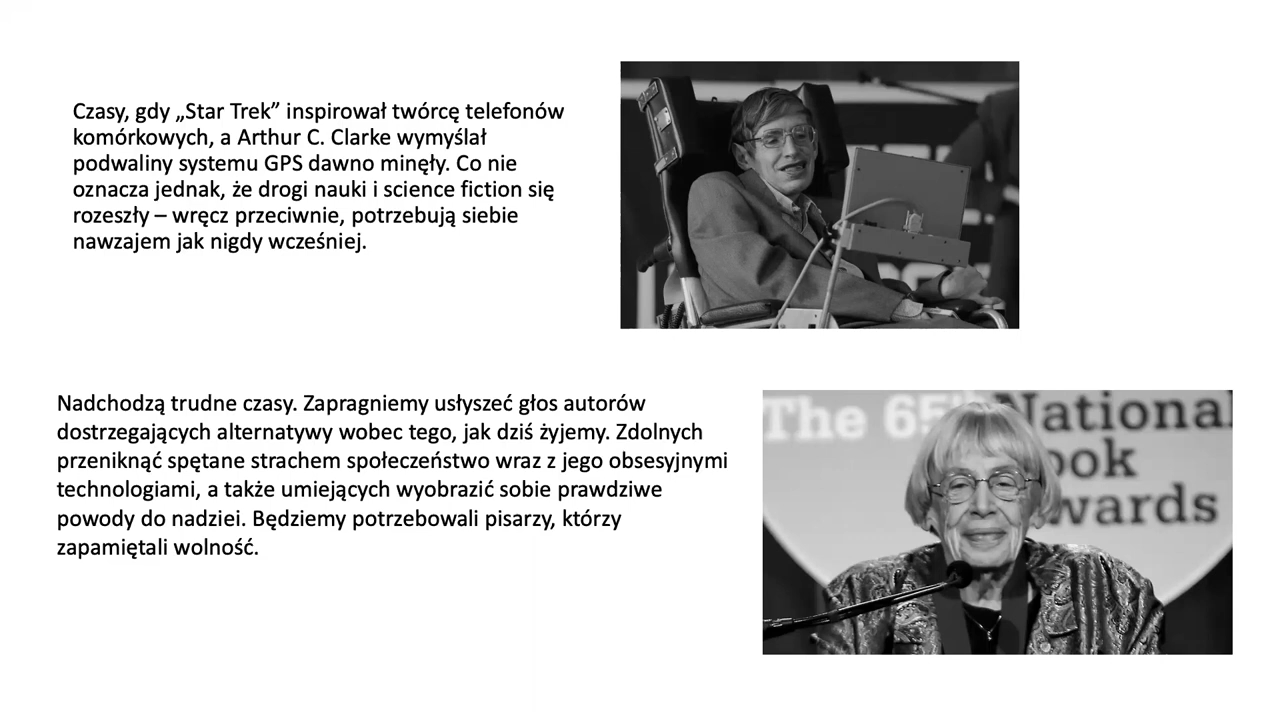 Czasy, gdy „Star Trek” inspirował twórcę telefonów
komórkowych, a Arthur C. Clarke wymyślał
podwaliny systemu GPS dawno minęły. Co nie
oznacza jednak, że drogi nauki i science fiction się
rozeszły – wręcz przeciwnie, potrzebują siebie
nawzajem jak nigdy wcześniej.
Nadchodzą trudne czasy. Zapragniemy usłyszeć głos autorów
dostrzegających alternatywy wobec tego, jak dziś żyjemy. Zdolnych
przeniknąć spętane strachem społeczeństwo wraz z jego obsesyjnymi
technologiami, a także umiejących wyobrazić sobie prawdziwe
powody do nadziei. Będziemy potrzebowali pisarzy, którzy
zapamiętali wolność.
The 65th National
ook
wards